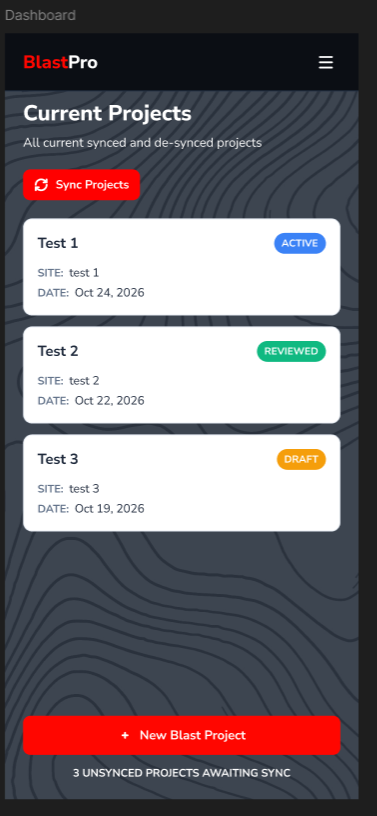 Dashboard
BlastPro
Current Projects
All current synced and de-synced projects
Sync Projects
Test 1
ACTIVE
SITE: test 1
DATE: Oct 24, 2026
Test 2
REVIEWED
SITE: test 2
DATE: Oct 22, 2026
Test 3
DRAFT
SITE: test 3
DATE: Oct 19, 2026
+ New Blast Project
3 UNSYNCED PROJECTS AWAITING SYNC